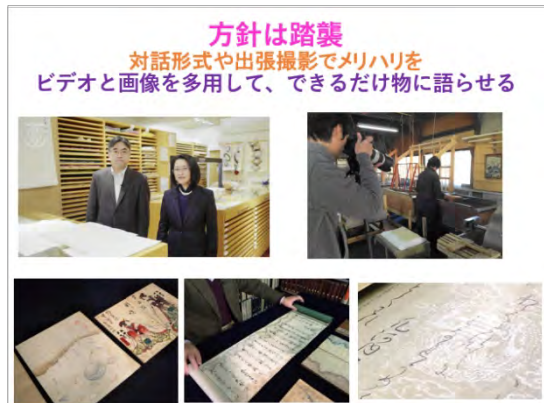 方針は踏襲
対話形式や出張撮影でメリハリを
ビデオと画像を多用して、できるだけ物に語らせる